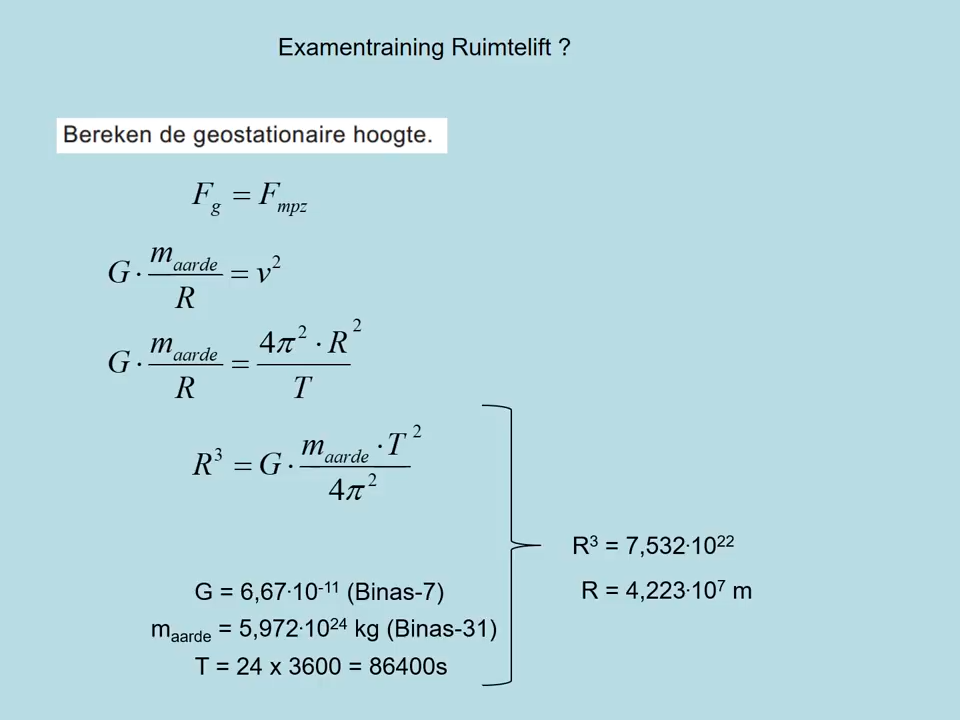 Examentraining Ruimtelift ?
Bereken de geostationaire hoogte.
F_g = F_mpz
G · m_aarde / R = v²
G · m_aarde / R = 4π² · R² / T
R³ = G · m_aarde · T² / 4π²
R³ = 7,532·10²²
G = 6,67·10⁻¹¹ (Binas-7)
R = 4,223·10⁷ m
m_aarde = 5,972·10²⁴ kg (Binas-31)
T = 24 x 3600 = 86400s